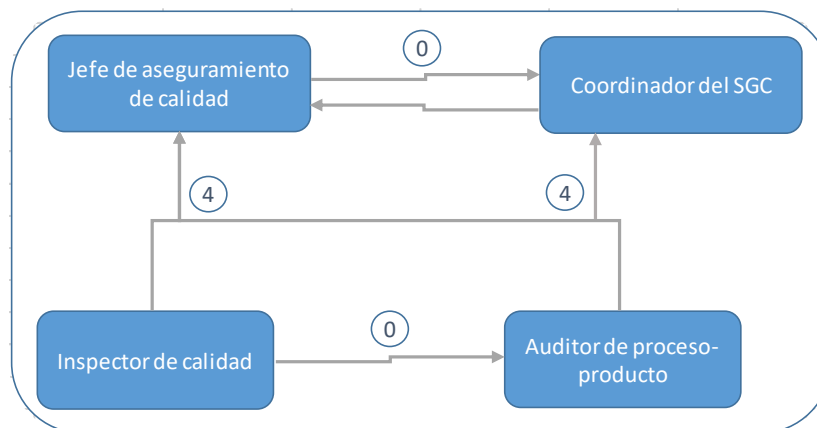 0
Jefe de aseguramiento
de calidad
Coordinador del SGC
4
4
0
Inspector de calidad
Auditor de proceso-
producto